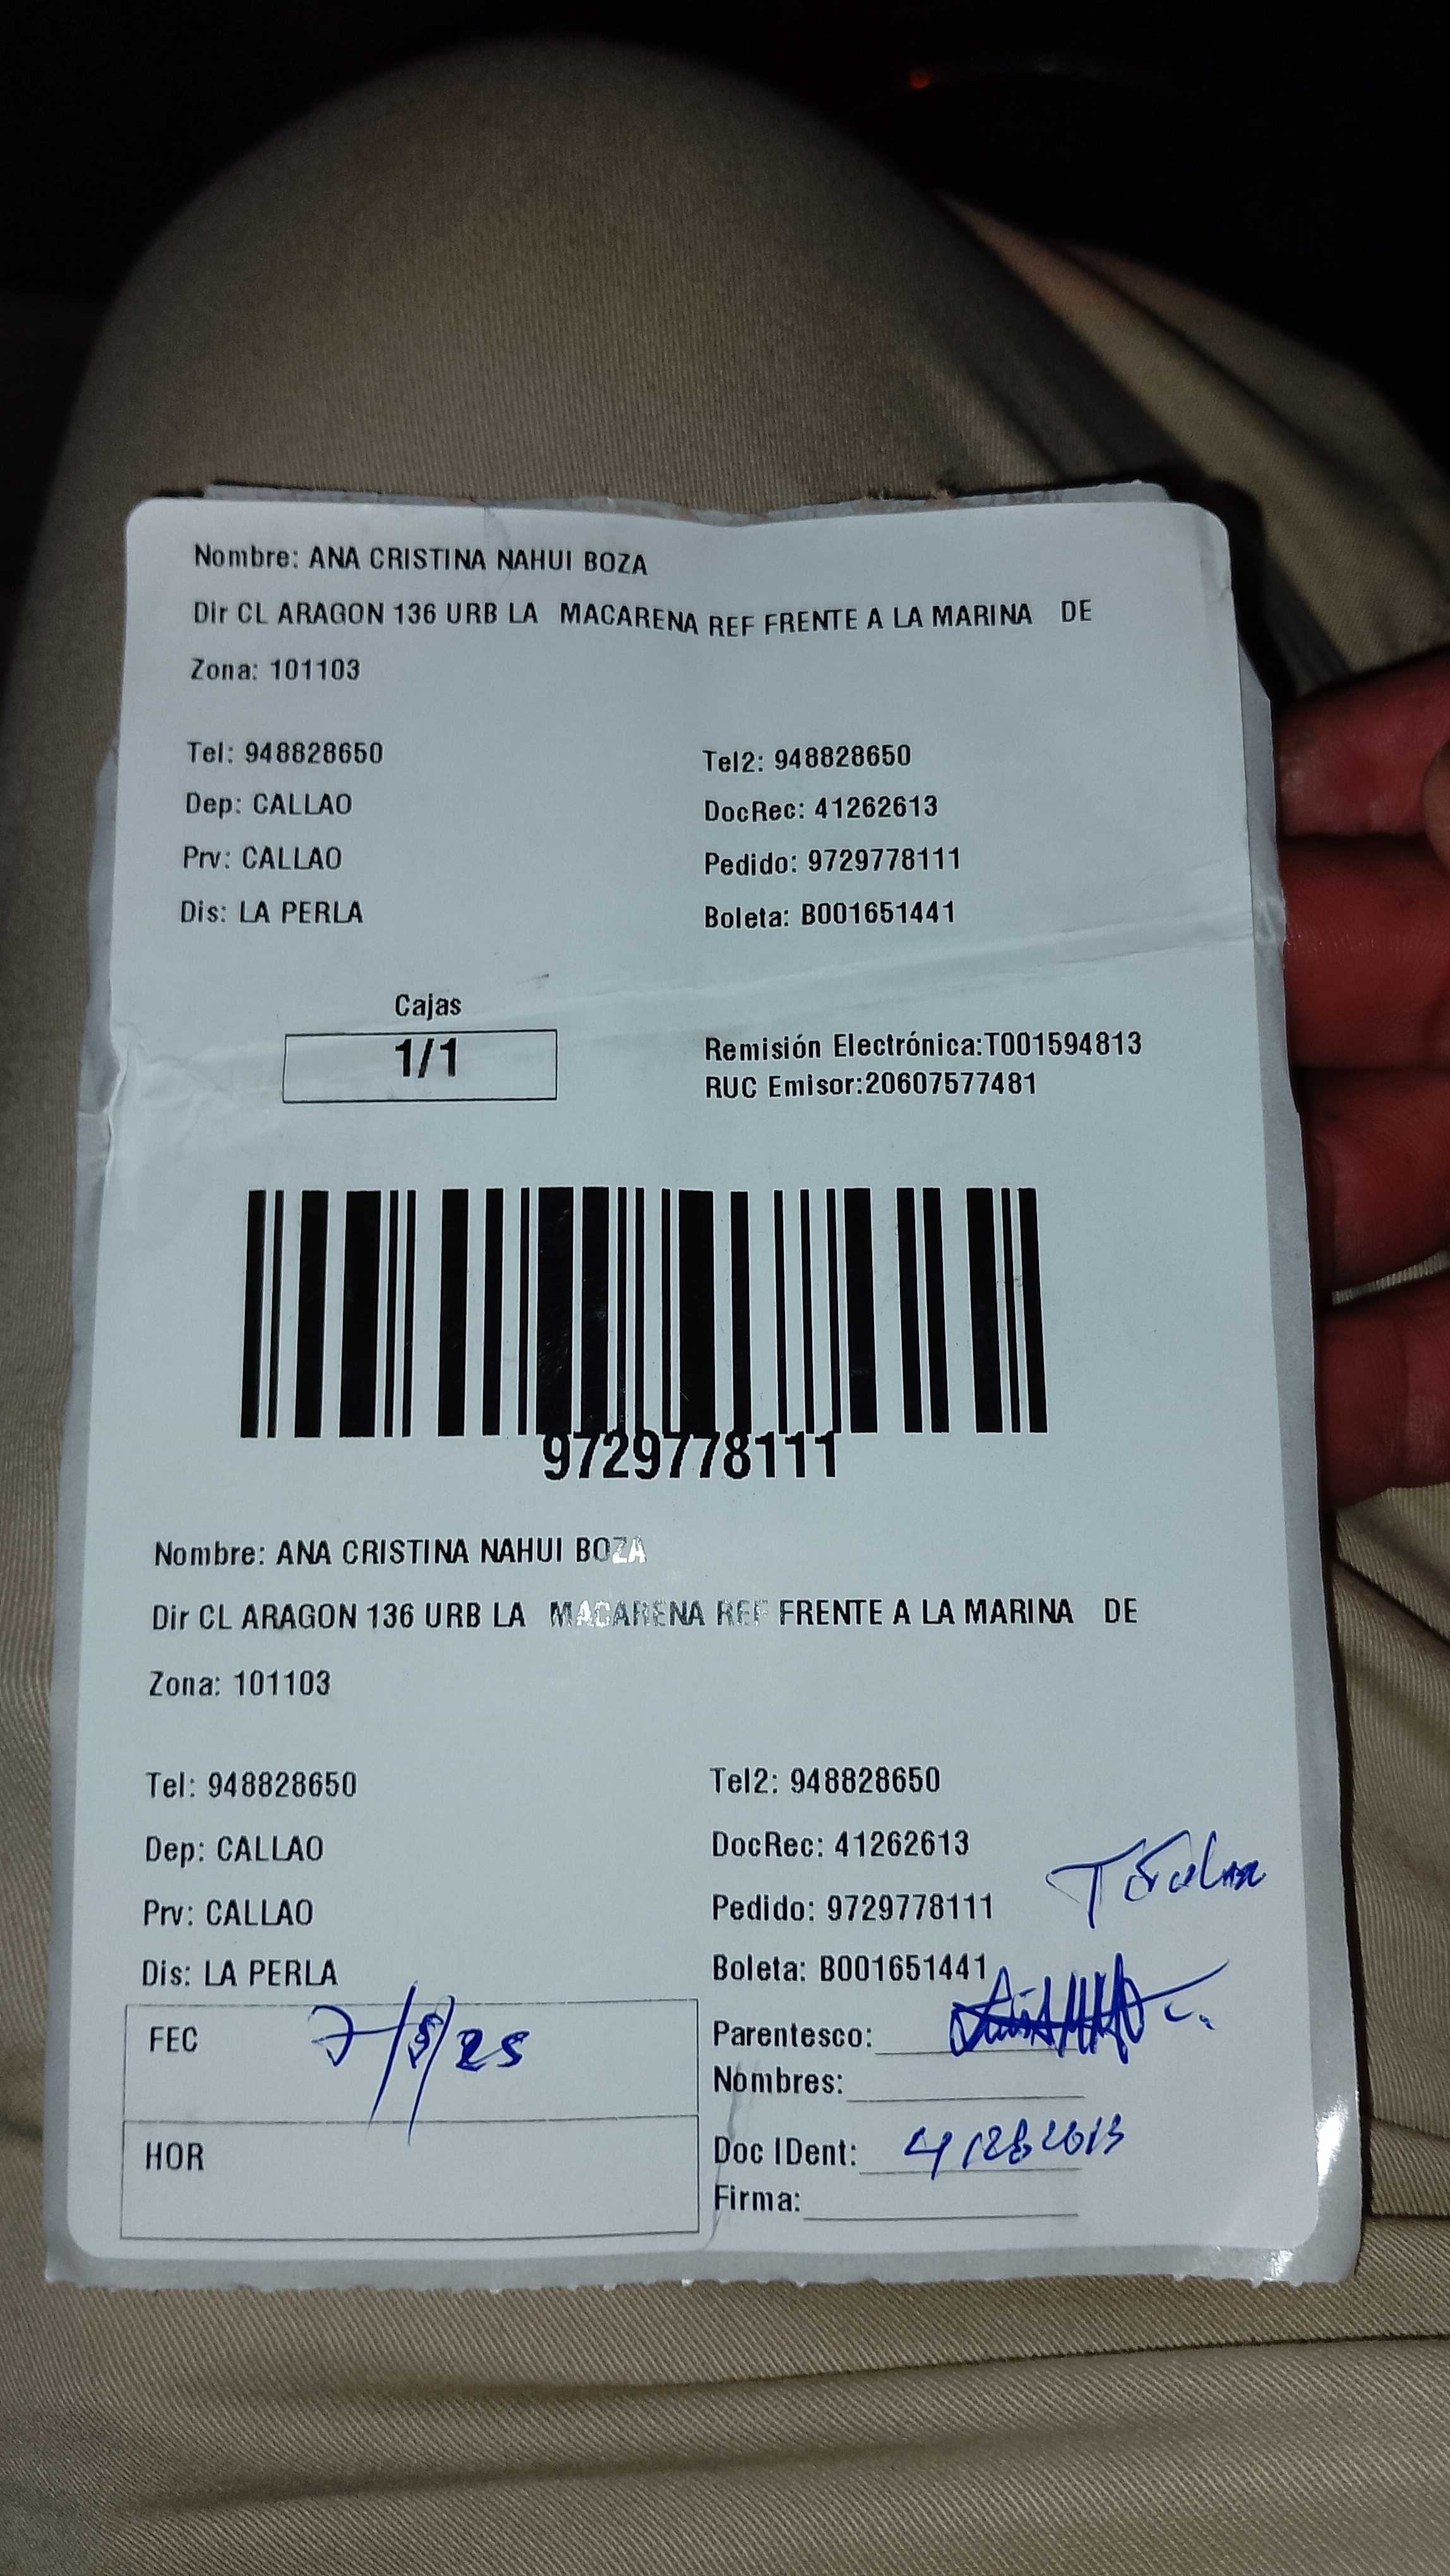 Nombre: ANA CRISTINA NAHUI BOZA
Dir CL ARAGON 136 URB LA MACARENA REF FRENTE A LA MARINA DE
Zona: 101103
Tel: 948828650 Tel2: 948828650
Dep: CALLAO DocRec: 41262613
Prv: CALLAO Pedido: 9729778111
Dis: LA PERLA Boleta: B001651441
Cajas
1/1
Remisión Electrónica:T001594813
RUC Emisor:20607577481
9729778111
Nombre: ANA CRISTINA NAHUI BOZA
Dir CL ARAGON 136 URB LA MACARENA REF FRENTE A LA MARINA DE
Zona: 101103
Tel: 948828650 Tel2: 948828650
Dep: CALLAO DocRec: 41262613
Prv: CALLAO Pedido: 9729778111
Dis: LA PERLA Boleta: B001651441
FEC 7/5/25 Parentesco:
Nombres:
HOR Doc IDent: 41262613
Firma: